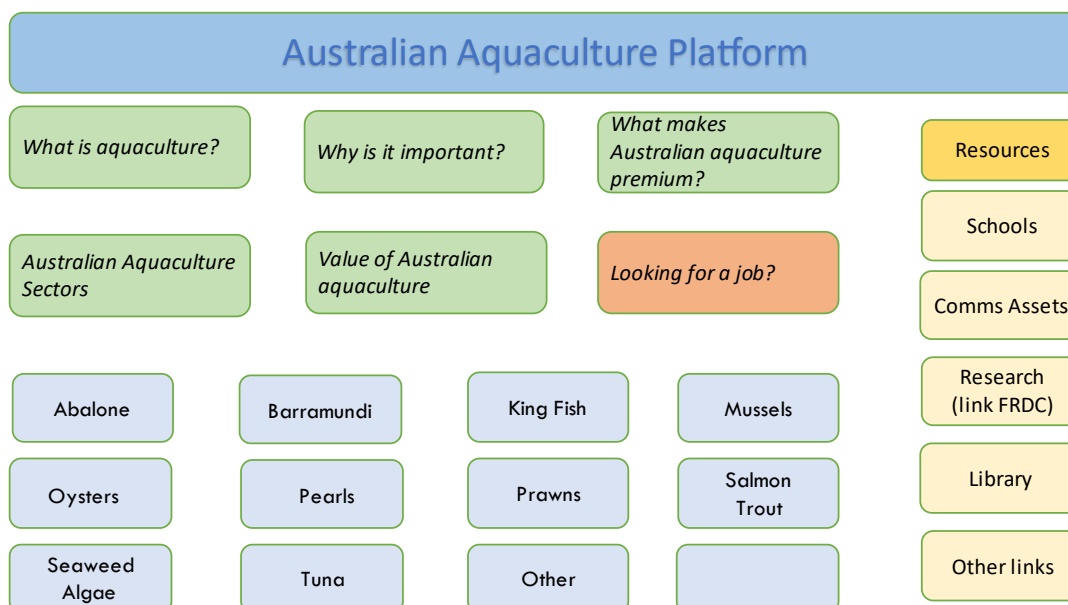 Australian Aquaculture Platform
What is aquaculture?
Why is it important?
What makes
Australian aquaculture
premium?
Australian Aquaculture
Sectors
Value of Australian
aquaculture
Looking for a job?
Abalone
Barramundi
King Fish
Mussels
Oysters
Pearls
Prawns
Salmon
Trout
Seaweed
Algae
Tuna
Other
Resources
Schools
Comms Assets
Research
(link FRDC)
Library
Other links